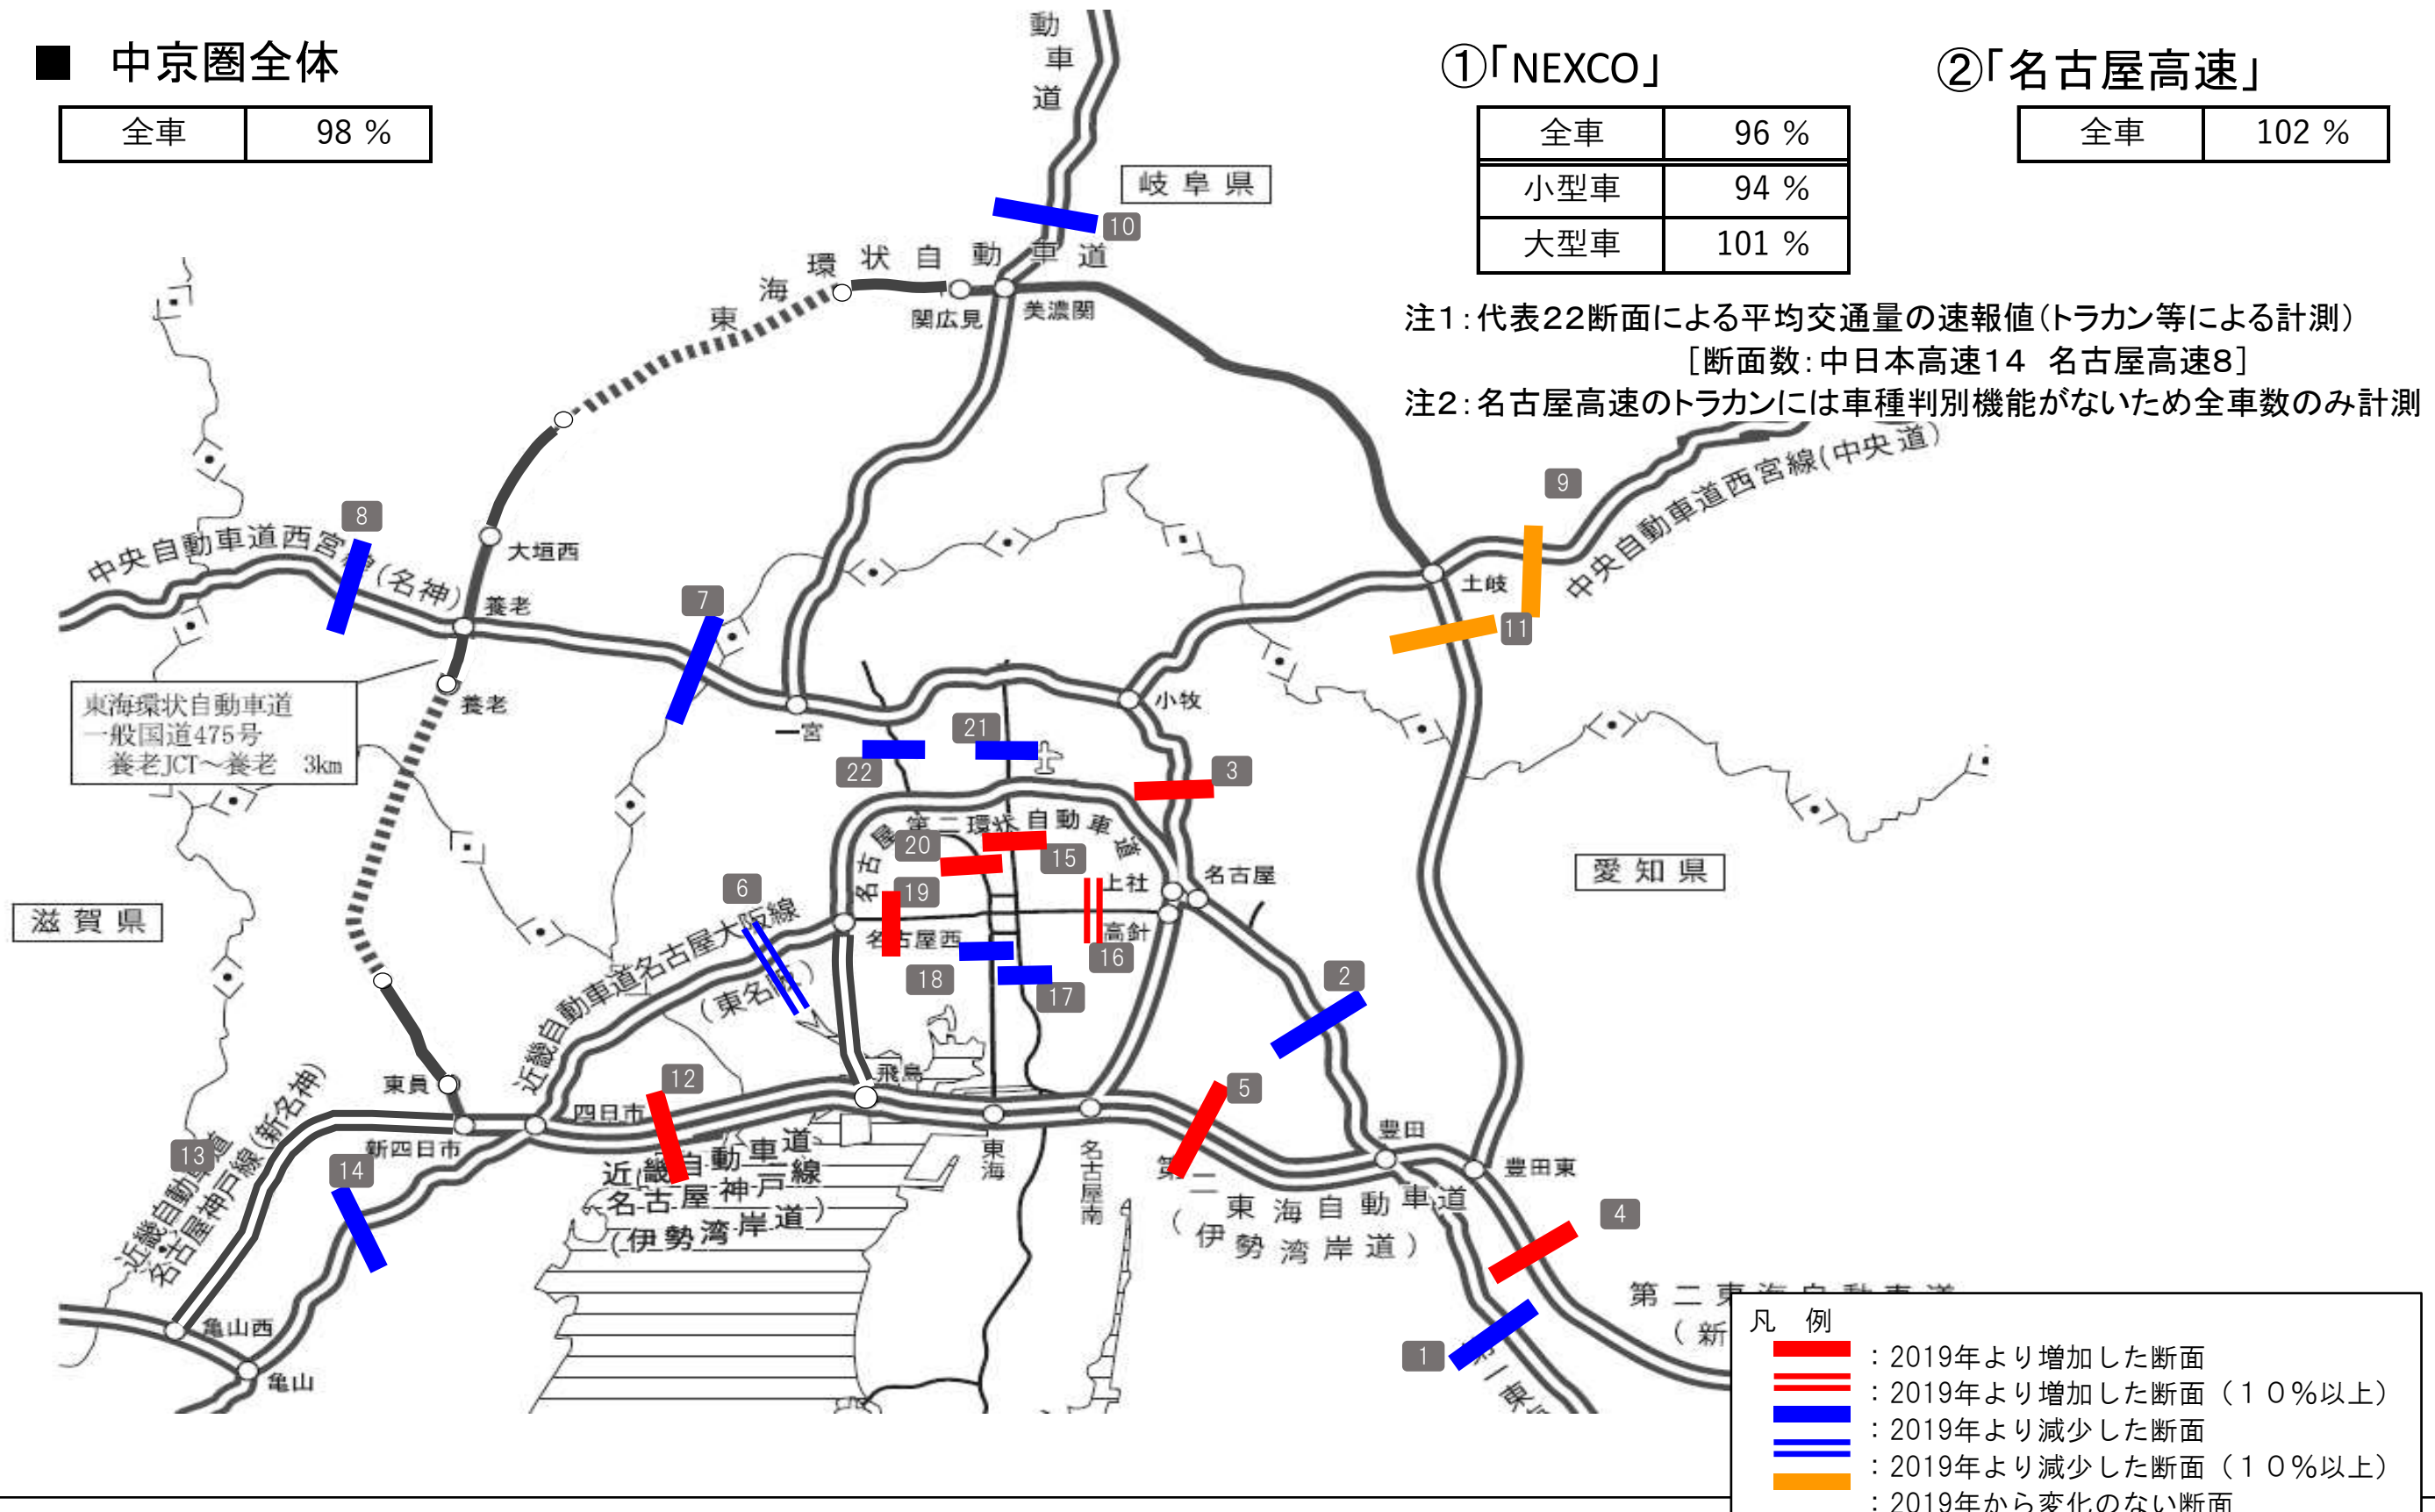 ■ 中京圏全体
全車 98 %
①「NEXCO」
全車 96 %
小型車 94 %
大型車 101 %
②「名古屋高速」
全車 102 %
注1：代表22断面による平均交通量の速報値（トラカン等による計測）
［断面数：中日本高速14 名古屋高速8］
注2：名古屋高速のトラカンには車種判別機能がないため全車数のみ計測
動車道
岐阜県
10
東海環状自動車道
関広見
美濃関
9
中央自動車道西宮線(中央道)
8
中央自動車道西宮線(名神)
大垣西
養老
7
土岐
11
養老
東海環状自動車道
一般国道475号
養老JCT～養老 3km
一宮
小牧
21
22
3
名古屋第二環状自動車道
20
15
19
上社
名古屋
愛知県
6
滋賀県
名古屋西
高針
16
近畿自動車道名古屋大阪線
(東名阪)
18
17
2
飛島
東員
12
四日市
5
新四日市
13
近畿自動車道
名古屋神戸線(新名神)
14
近畿自動車道
名古屋神戸線
(伊勢湾岸道)
東海
名古屋南
豊田
豊田東
第二東海自動車道
(伊勢湾岸道)
4
亀山西
亀山
1
第一東
第二東海自動車道
(新
凡 例
：2019年より増加した断面
：2019年より増加した断面（１０％以上）
：2019年より減少した断面
：2019年より減少した断面（１０％以上）
：2019年から変化のない断面